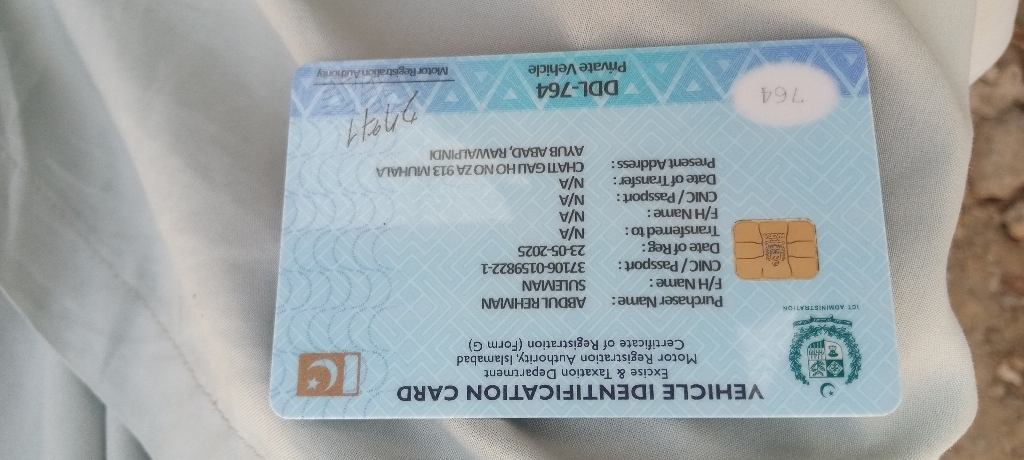 VEHICLE IDENTIFICATION CARD
Excise & Taxation Department
Motor Registration Authority, Islamabad
Certificate of Registration (Form G)
ICT ADMINISTRATION
Purchaser Name : ABDUL REHMAN
F/H Name : SULEMAN
CNIC / Passport : 37106-0159822-1
Date of Reg : 23-05-2025
Transferred to : N/A
F/H Name : N/A
CNIC / Passport : N/A
Date of Transfer : N/A
Present Address : CHATI GALI HO NO ZA 913 MUHALA
AYUB ABAD, RAWALPINDI
764
DDL-764
Private Vehicle
Motor Registration Authority